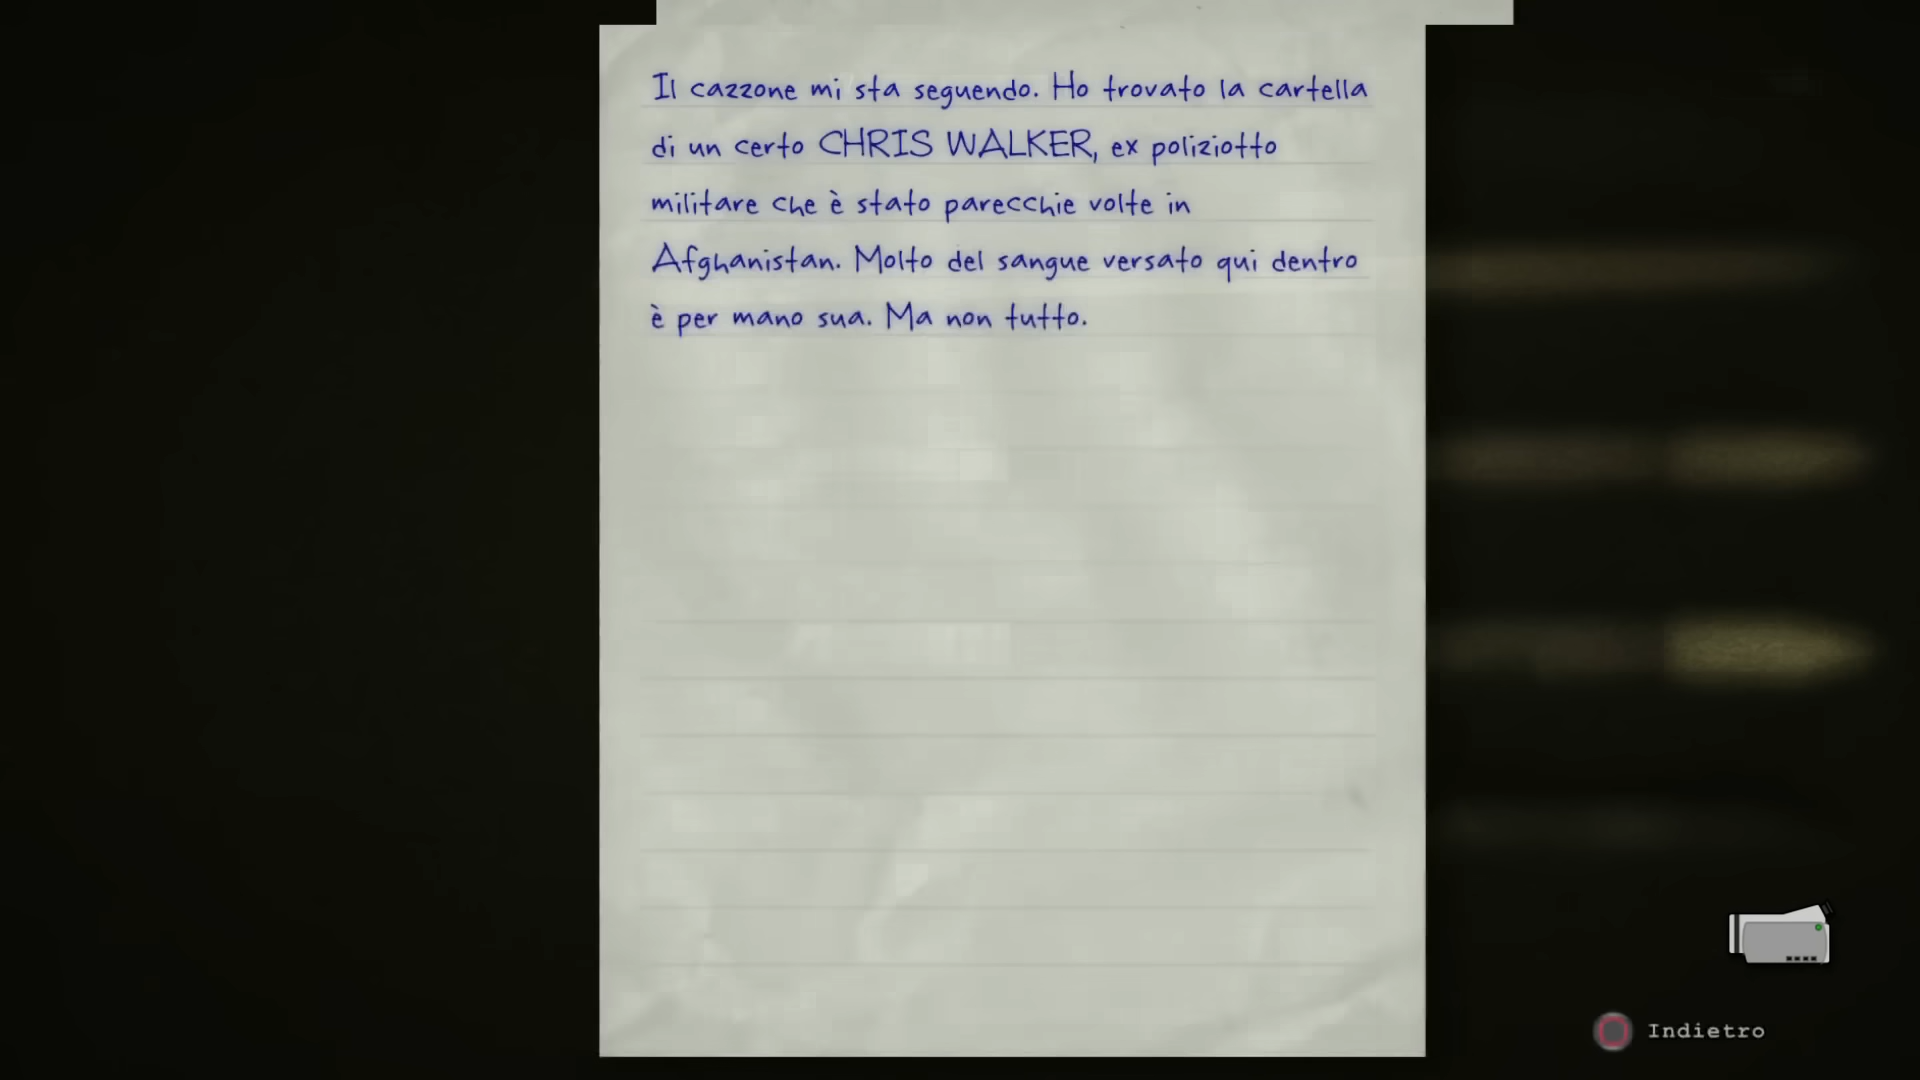 Il cazzone mi sta seguendo. Ho trovato la cartella
di un certo CHRIS WALKER, ex poliziotto
militare che è stato parecchie volte in
Afghanistan. Molto del sangue versato qui dentro
è per mano sua. Ma non tutto.
Indietro